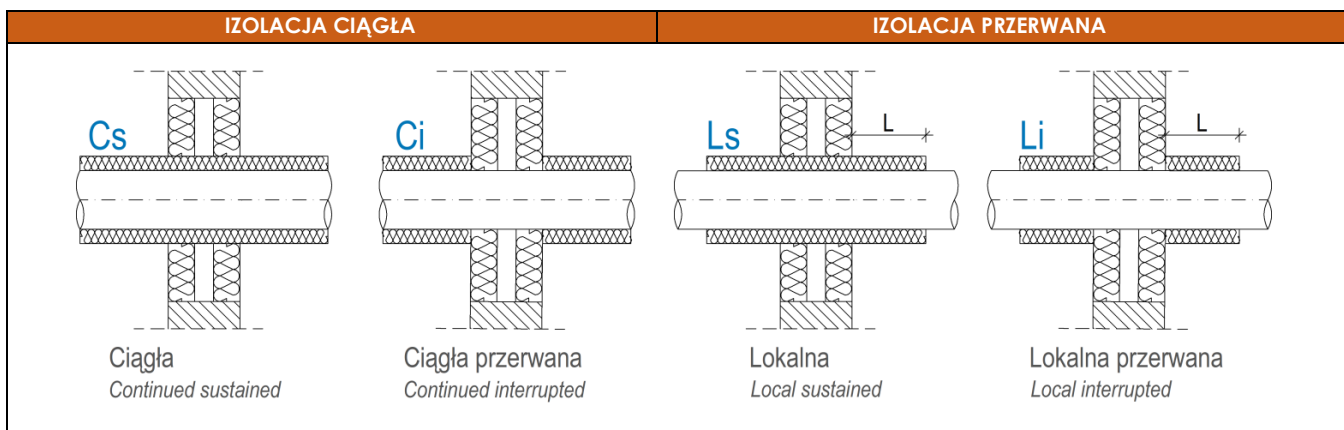 IZOLACJA CIĄGŁA
IZOLACJA PRZERWANA
Cs
Ci
Ls
L
Li
L
Ciągła
Continued sustained
Ciągła przerwana
Continued interrupted
Lokalna
Local sustained
Lokalna przerwana
Local interrupted